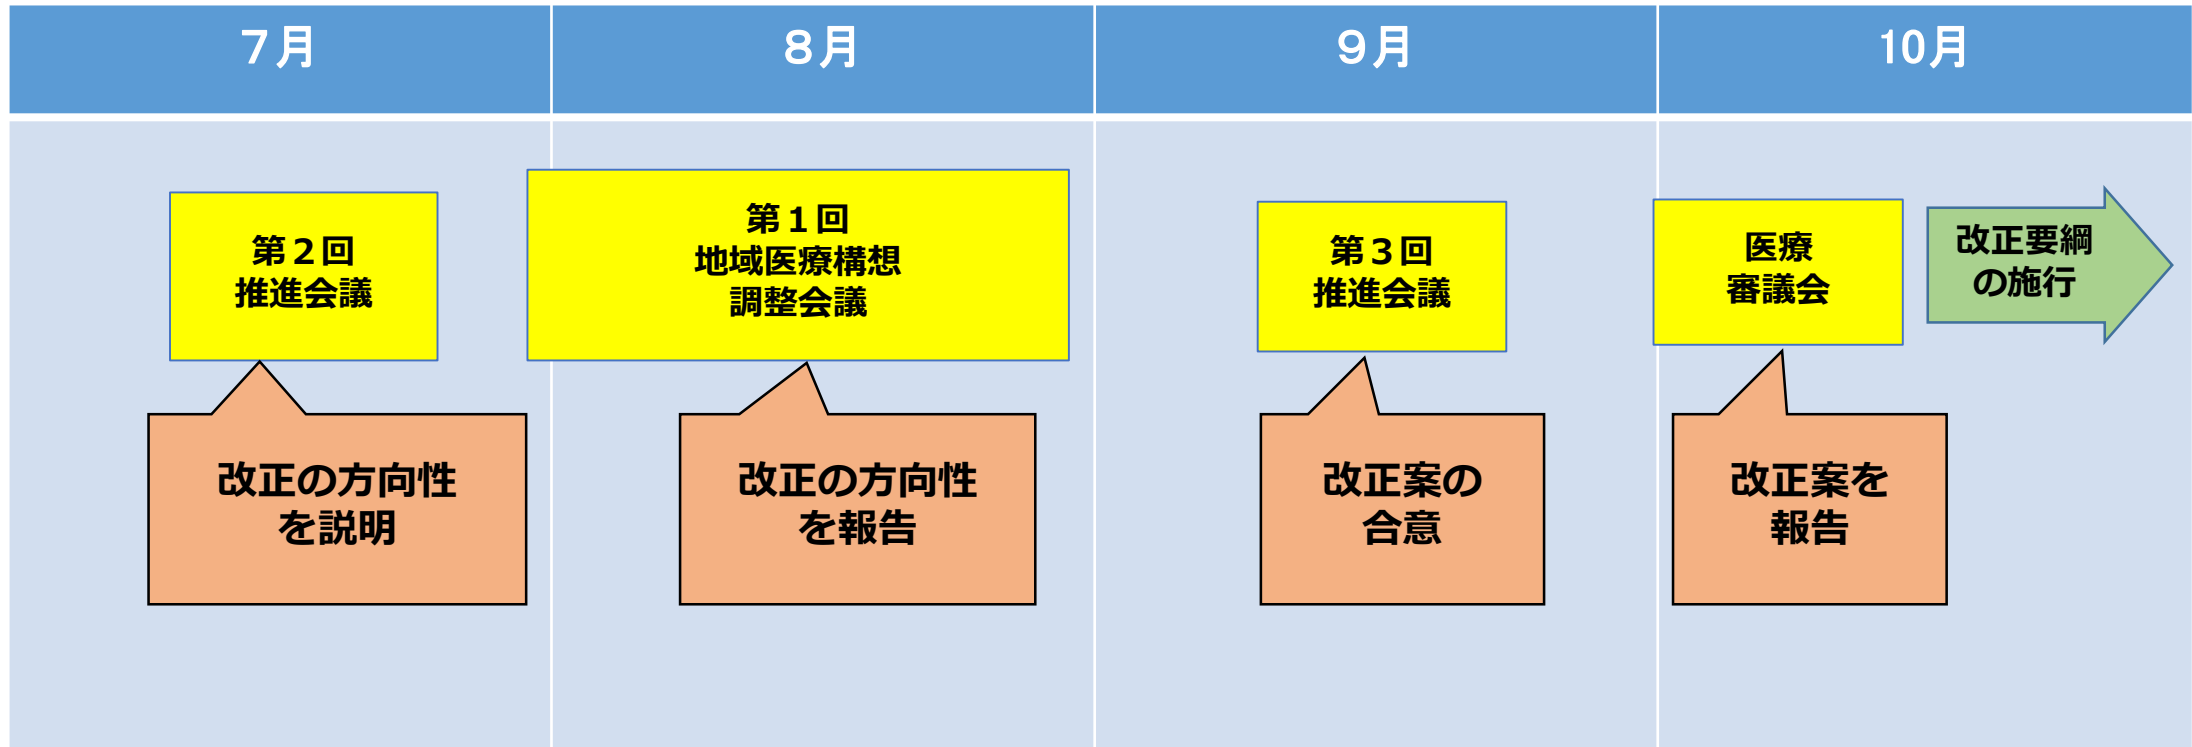 ７月
８月
９月
10月
第２回
推進会議
第１回
地域医療構想
調整会議
第３回
推進会議
医療
審議会
改正要綱
の施行
改正の方向性
を説明
改正の方向性
を報告
改正案の
合意
改正案を
報告